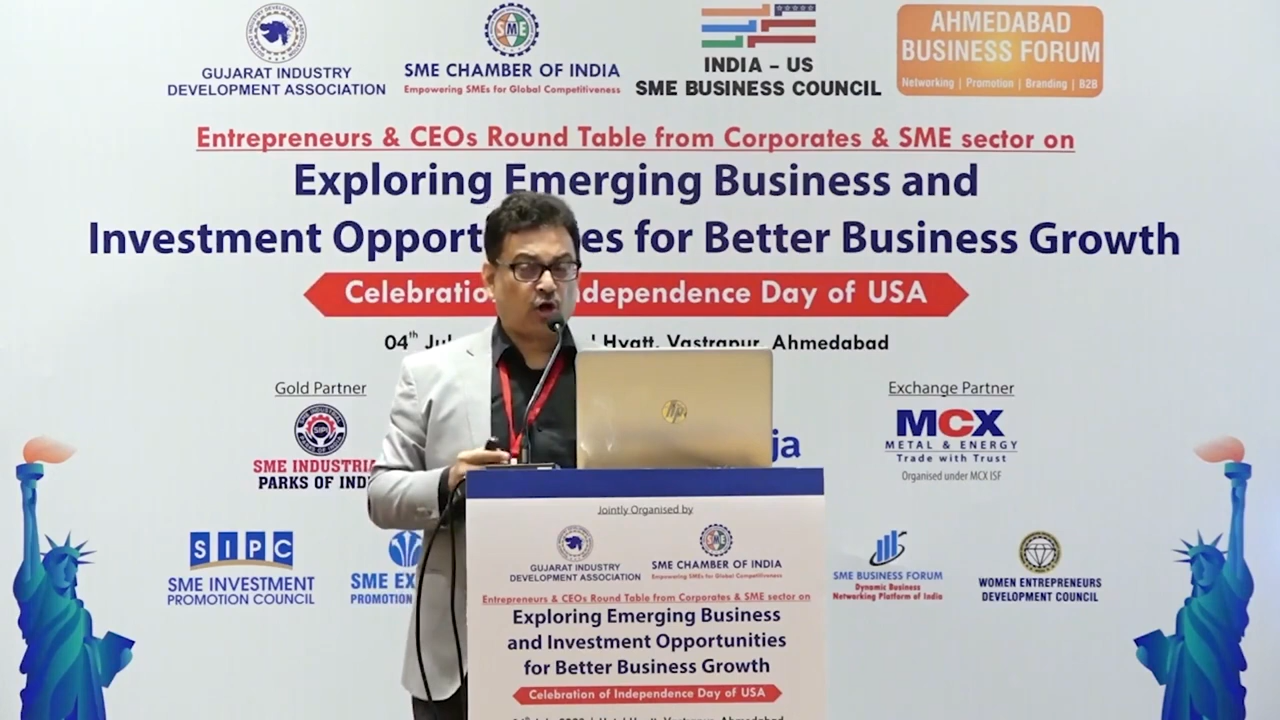 GUJARAT INDUSTRY
DEVELOPMENT ASSOCIATION
SME
SME CHAMBER OF INDIA
Empowering SMEs for Global Competitiveness
INDIA – US
SME BUSINESS COUNCIL
AHMEDABAD
BUSINESS FORUM
Networking | Promotion | Branding | B2B
Entrepreneurs & CEOs Round Table from Corporates & SME sector on
Exploring Emerging Business and
Investment Opport es for Better Business Growth
Celebratio dependence Day of USA
04th Jul Hyatt, Vastrapur, Ahmedabad
Gold Partner
SIPI
SME INDUSTRIA
PARKS OF IND
ja
Exchange Partner
MCX
METAL & ENERGY
Trade with Trust
Organised under MCX ISF
SIPC
SME INVESTMENT
PROMOTION COUNCIL
SME EX
PROMOTION
SME BUSINESS FORUM
Dynamic Business
Networking Platform of India
WOMEN ENTREPRENEURS
DEVELOPMENT COUNCIL
hp
Jointly Organised by
GUJARAT INDUSTRY
DEVELOPMENT ASSOCIATION
SME
SME CHAMBER OF INDIA
Empowering SMEs for Global Competitiveness
Entrepreneurs & CEOs Round Table from Corporates & SME sector on
Exploring Emerging Business
and Investment Opportunities
for Better Business Growth
Celebration of Independence Day of USA